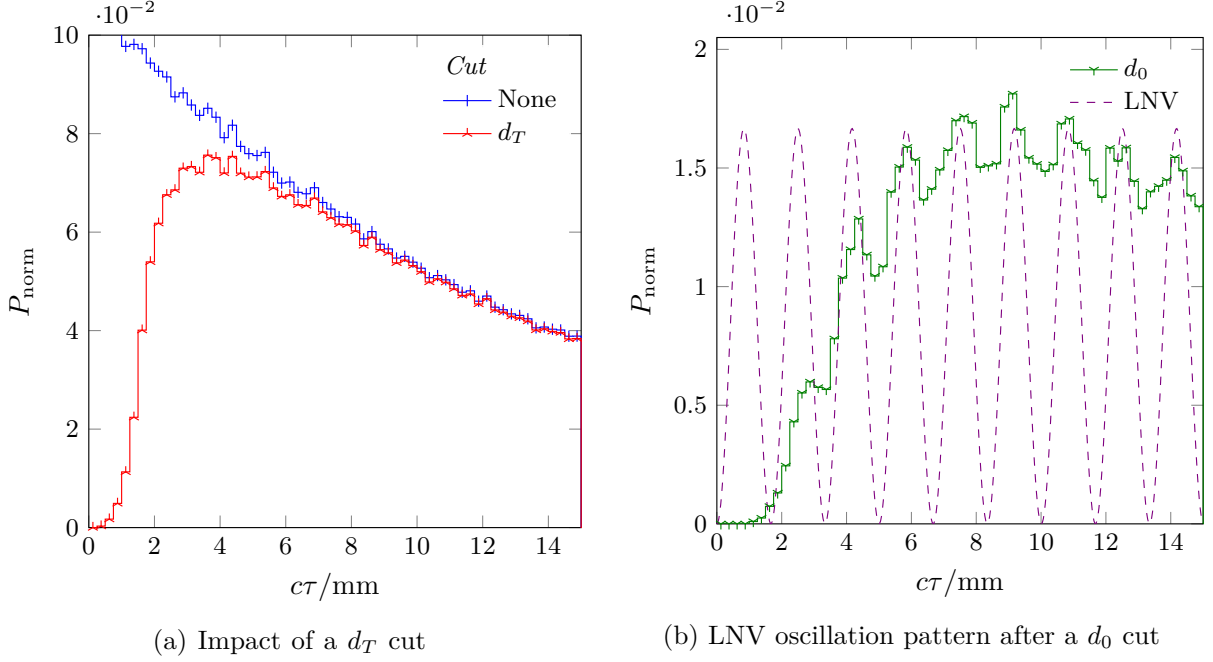 ·10⁻²
10
8
6
4
2
0
0 2 4 6 8 10 12 14
P_norm
cτ/mm
Cut
None
d_T
(a) Impact of a d_T cut
·10⁻²
2
1.5
1
0.5
0
0 2 4 6 8 10 12 14
P_norm
cτ/mm
d_0
LNV
(b) LNV oscillation pattern after a d_0 cut